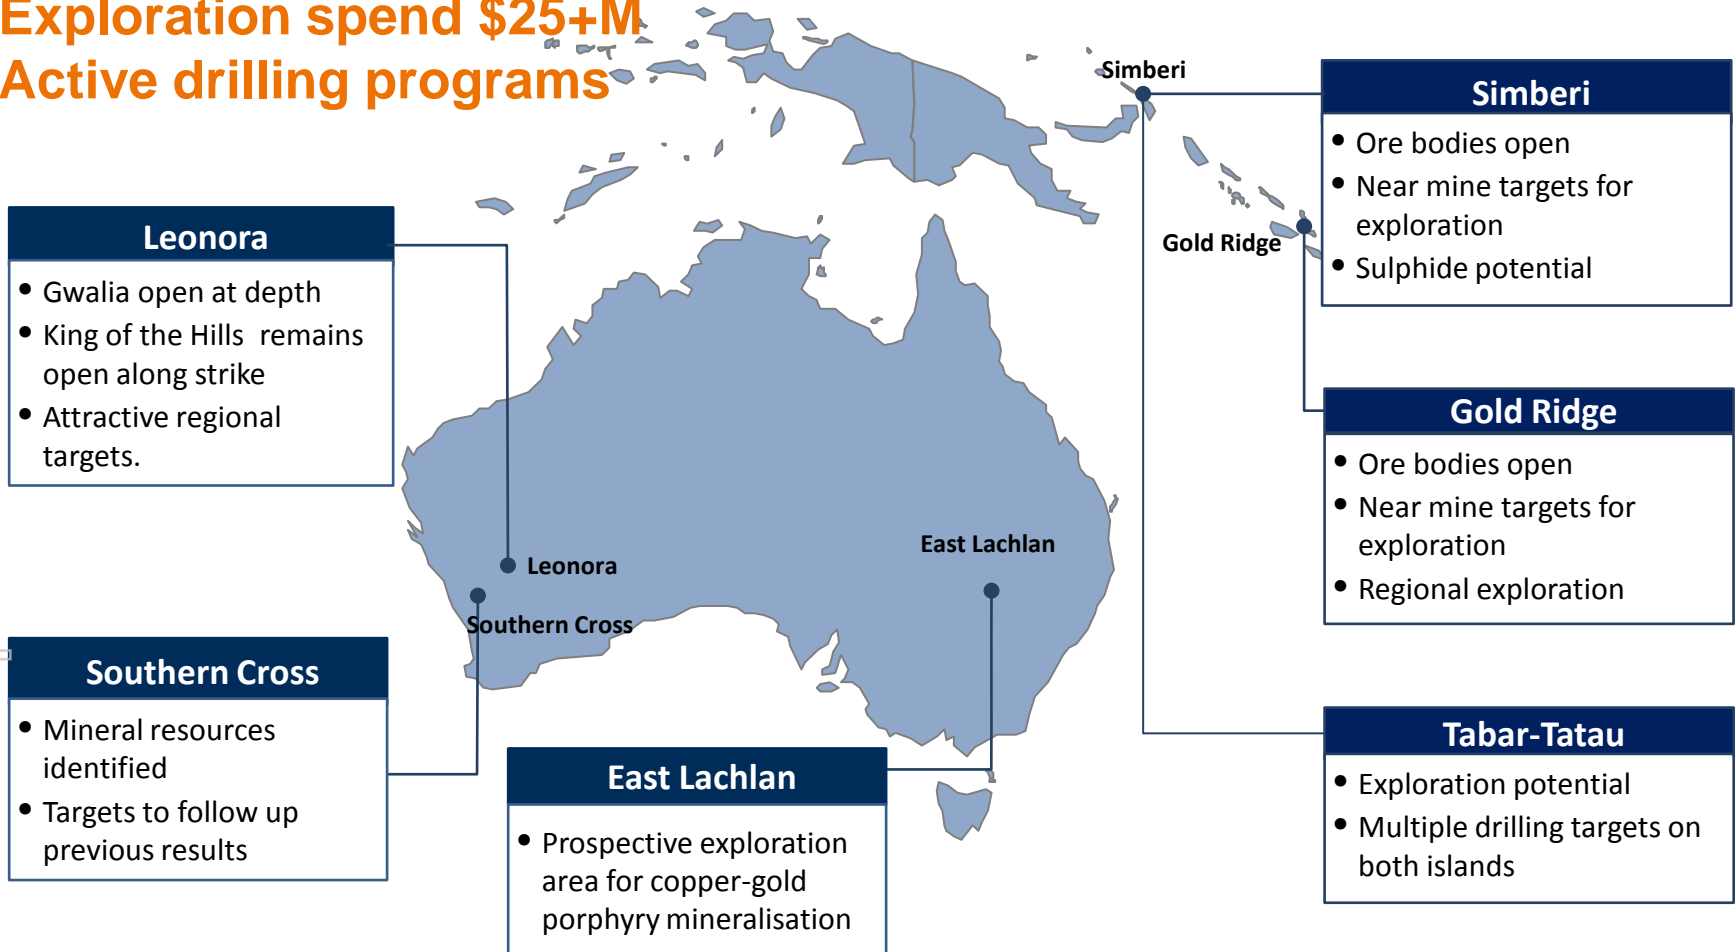 Exploration spend $25+M
Active drilling programs
Simberi
Gold Ridge
Leonora
Southern Cross
East Lachlan
Leonora
• Gwalia open at depth
• King of the Hills remains
open along strike
• Attractive regional
targets.
Southern Cross
• Mineral resources
identified
• Targets to follow up
previous results
East Lachlan
• Prospective exploration
area for copper-gold
porphyry mineralisation
Simberi
• Ore bodies open
• Near mine targets for
exploration
• Sulphide potential
Gold Ridge
• Ore bodies open
• Near mine targets for
exploration
• Regional exploration
Tabar-Tatau
• Exploration potential
• Multiple drilling targets on
both islands